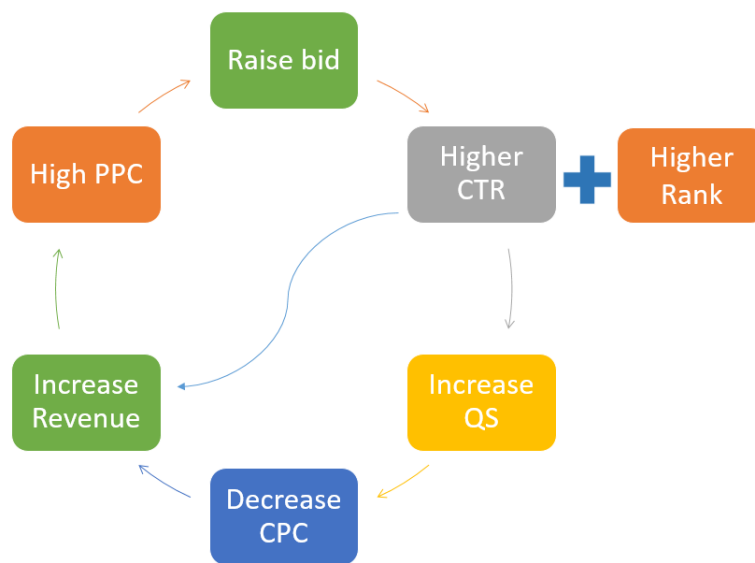 Raise bid
High PPC
Higher
CTR
Higher
Rank
Increase
Revenue
Increase
QS
Decrease
CPC